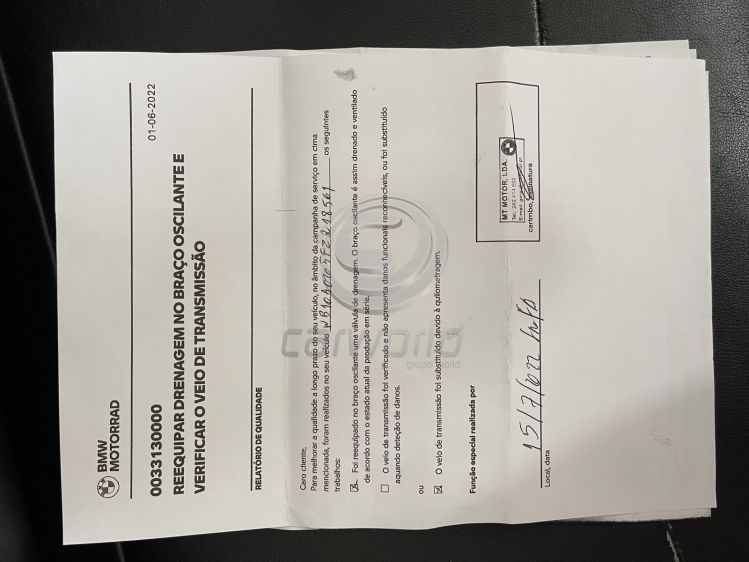 BMW
MOTORRAD
01-06-2022
0033130000
REEQUIPAR DRENAGEM NO BRAÇO OSCILANTE E
VERIFICAR O VEIO DE TRANSMISSÃO
RELATÓRIO DE QUALIDADE
Caro cliente,
Para melhorar a qualidade a longo prazo do seu veículo, no âmbito da campanha de serviço em cima
mencionada, foram realizados no seu veículo os seguintes
trabalhos:
Foi reequipado no braço oscilante uma válvula de drenagem. O braço oscilante é assim drenado e ventilado
de acordo com o estado atual da produção em série.
O veio de transmissão foi verificado e não apresenta danos funcionais reconhecíveis, ou foi substituído
aquando deteção de danos.
ou
O veio de transmissão foi substituído devido à quilometragem.
Função especial realizada por
MT MOTOR, LDA.
carimbo, Assinatura
Local, data
carworld
grupo world